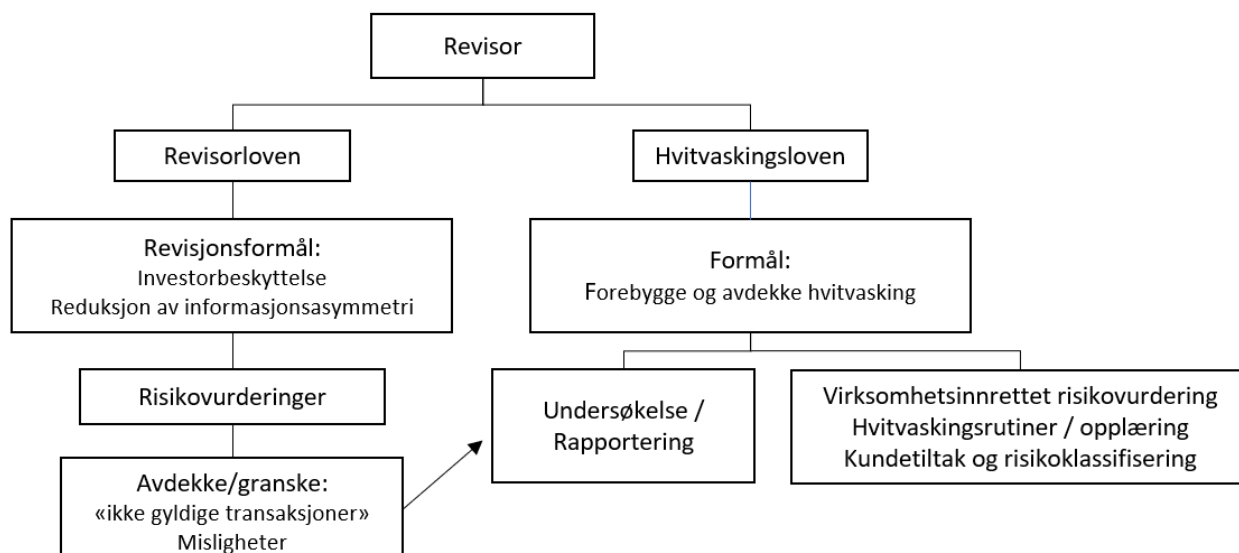 Revisor
Revisorloven
Hvitvaskingsloven
Revisjonsformål:
Investorbeskyttelse
Reduksjon av informasjonsasymmetri
Formål:
Forebygge og avdekke hvitvasking
Risikovurderinger
Undersøkelse /
Rapportering
Virksomhetsinnrettet risikovurdering
Hvitvaskingsrutiner / opplæring
Kundetiltak og risikoklassifisering
Avdekke/granske:
«ikke gyldige transaksjoner»
Misligheter